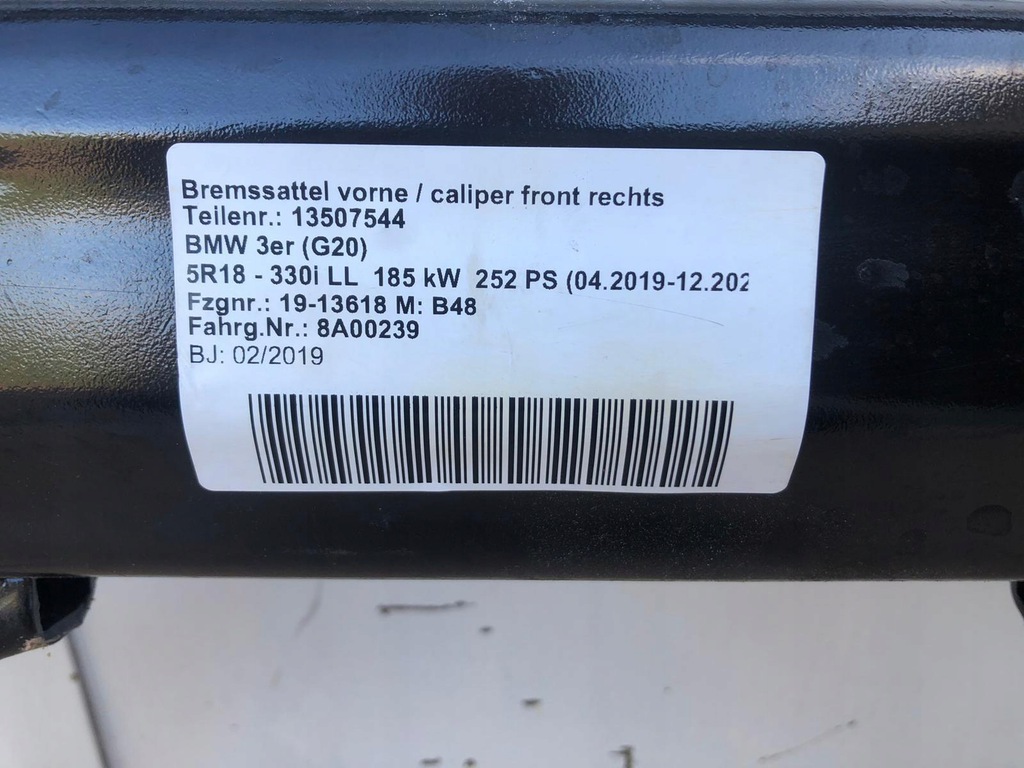 Bremssattel vorne / caliper front rechts
Teilenr.: 13507544
BMW 3er (G20)
5R18 - 330i LL 185 kW 252 PS (04.2019-12.202
Fzgnr.: 19-13618 M: B48
Fahrg.Nr.: 8A00239
BJ: 02/2019